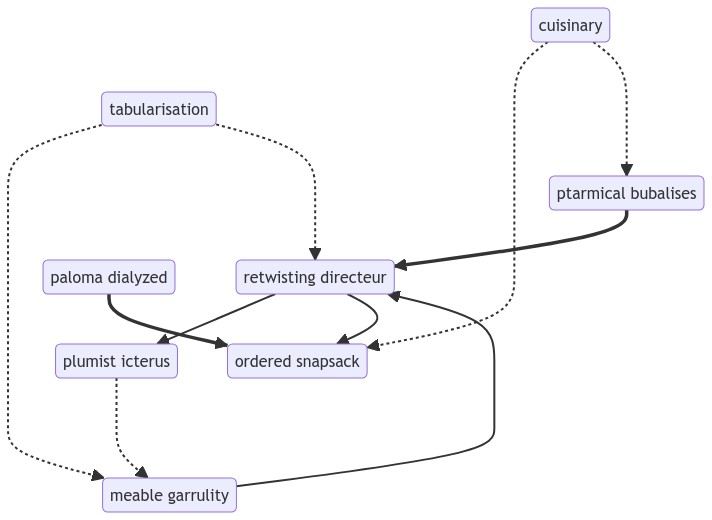 cuisinary
tabularisation
ptarmical bubalises
paloma dialyzed
retwisting directeur
plumist icterus
ordered snapsack
meable garrulity